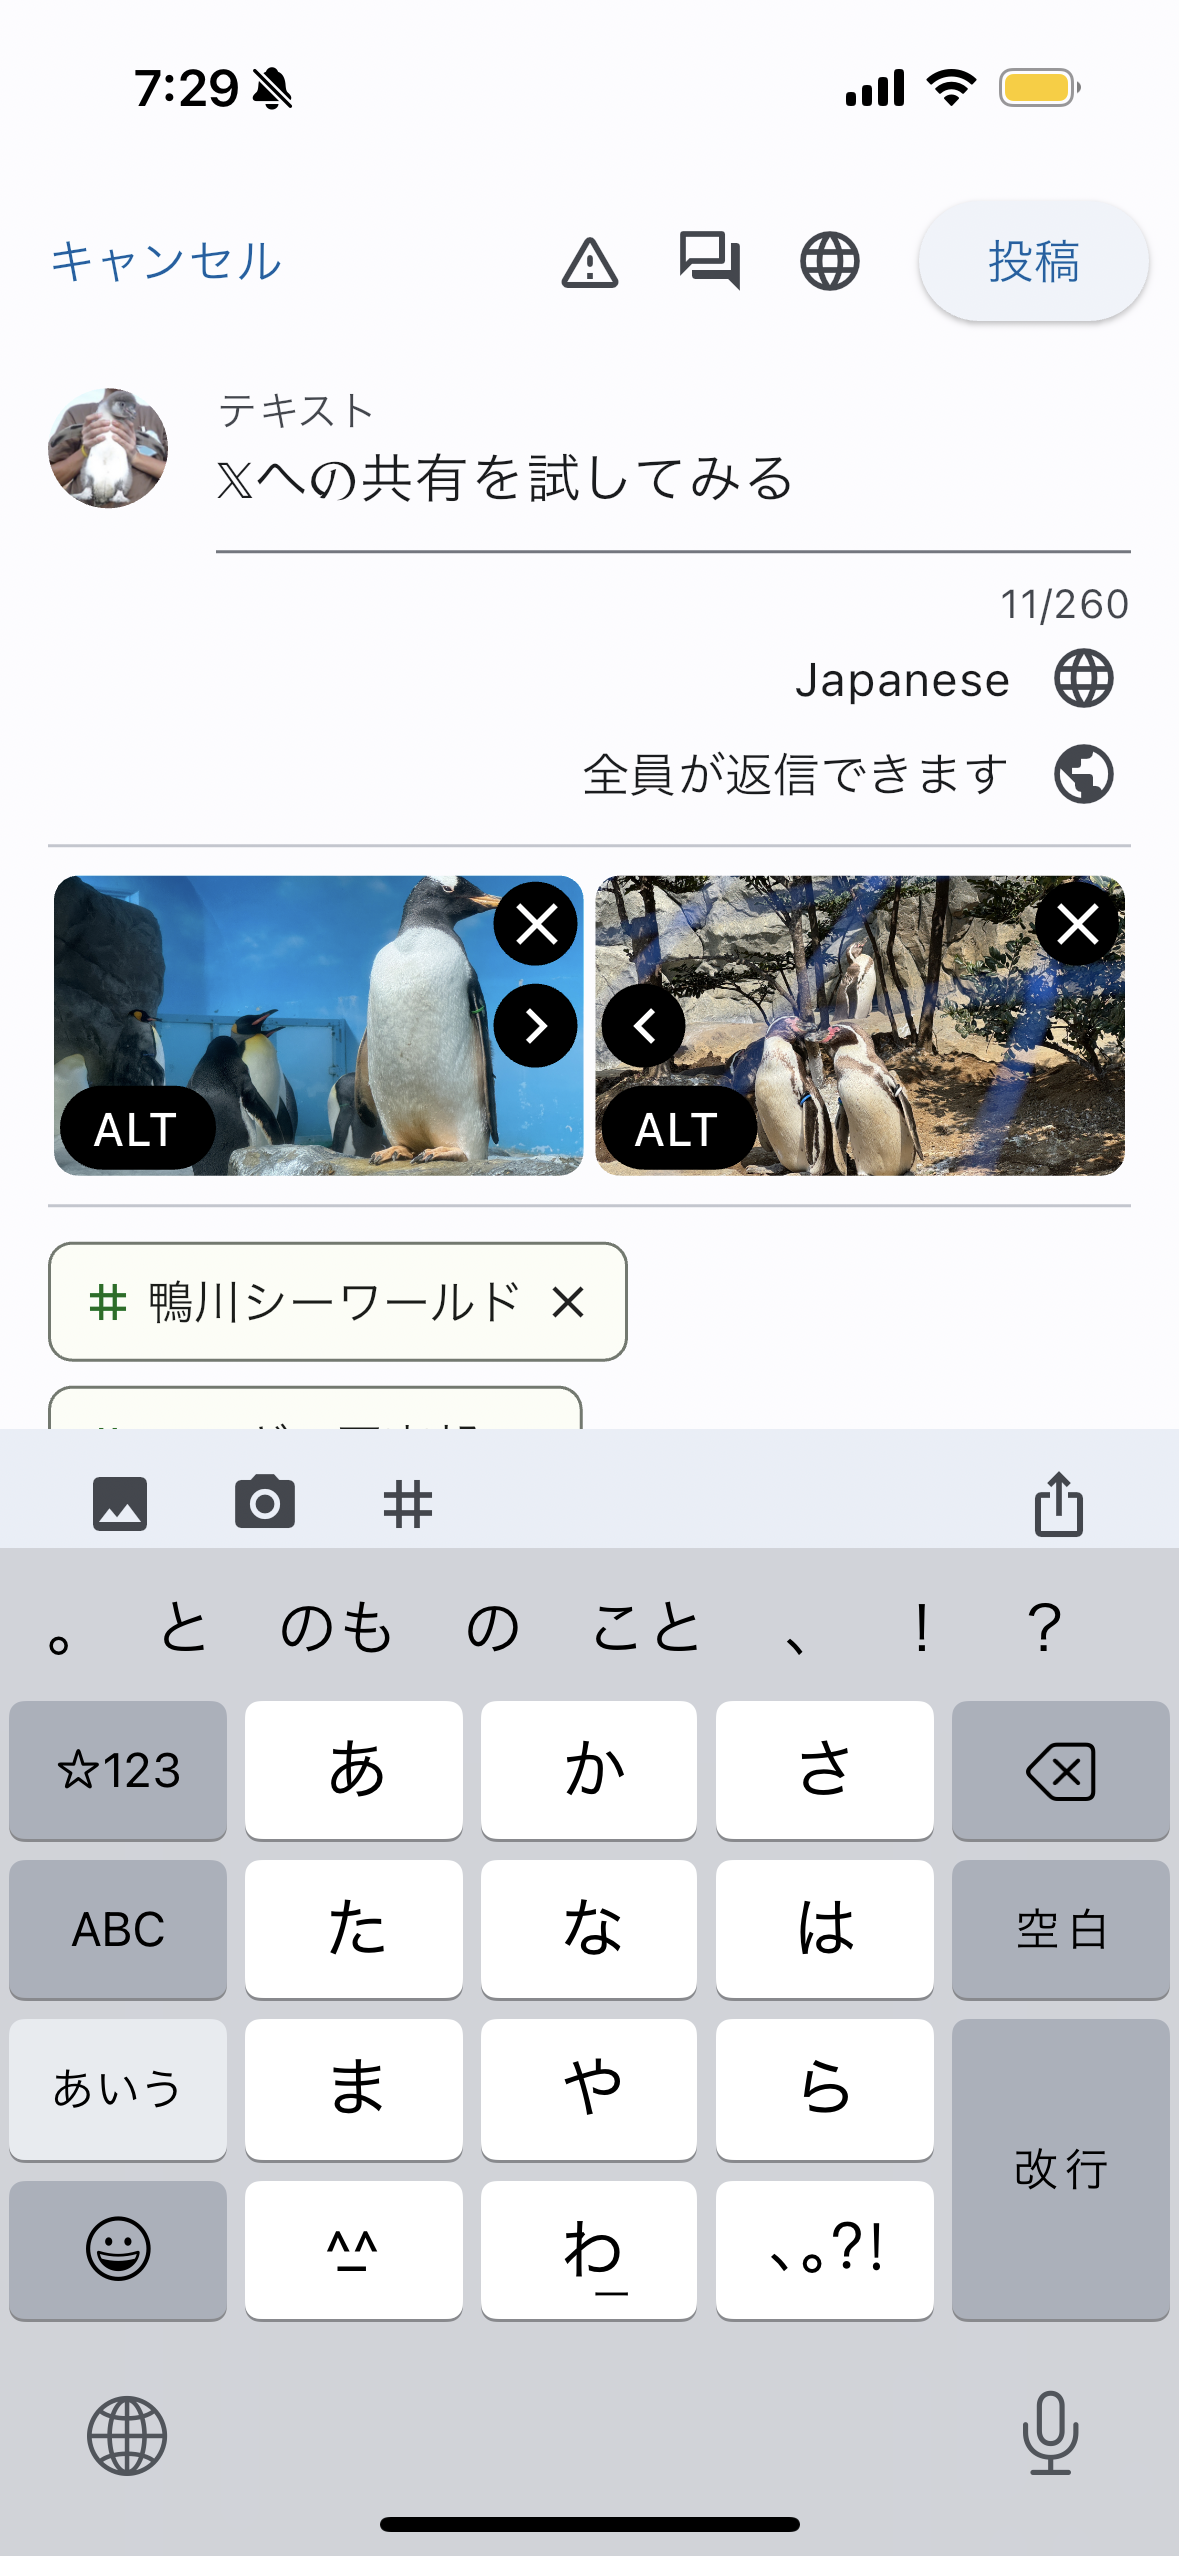 7:29
キャンセル
投稿
テキスト
𝕏への共有を試してみる
11/260
Japanese
全員が返信できます
ALT
ALT
# 鴨川シーワールド ×
。 と のも の こと 、 ! ?
☆123 あ か さ
ABC た な は 空白
あいう ま や ら
改行
^^ わ 、。?!